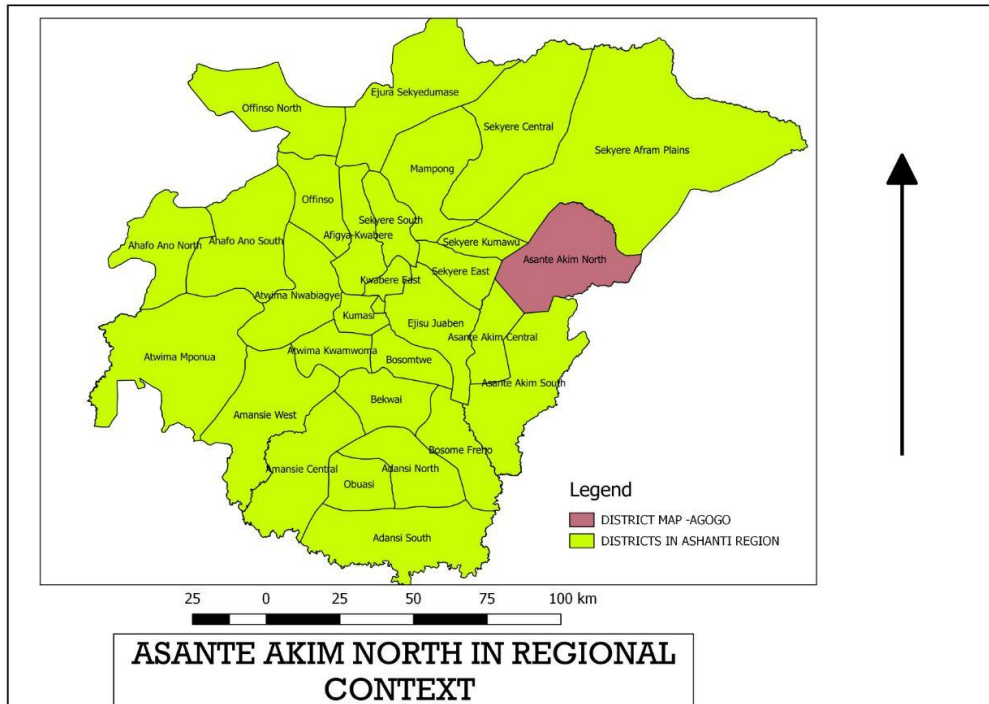 Ejura Sekyedumase
Offinso North
Sekyere Central
Sekyere Afram Plains
Mampong
Offinso
Sekyere South
Afigya-Kwabere
Sekyere Kumawu
Ahafo Ano North
Ahafo Ano South
Asante Akim North
Sekyere East
Kwabere East
Atwima Nwabiagye
Kumasi
Ejisu Juaben
Asante Akim Central
Atwima Mponua
Atwima Kwamwoma
Bosomtwe
Asante Akim South
Bekwai
Amansie West
Bosome Freho
Amansie Central
Adansi North
Obuasi
Adansi South
Legend
DISTRICT MAP -AGOGO
DISTRICTS IN ASHANTI REGION
25 0 25 50 75 100 km
ASANTE AKIM NORTH IN REGIONAL
CONTEXT